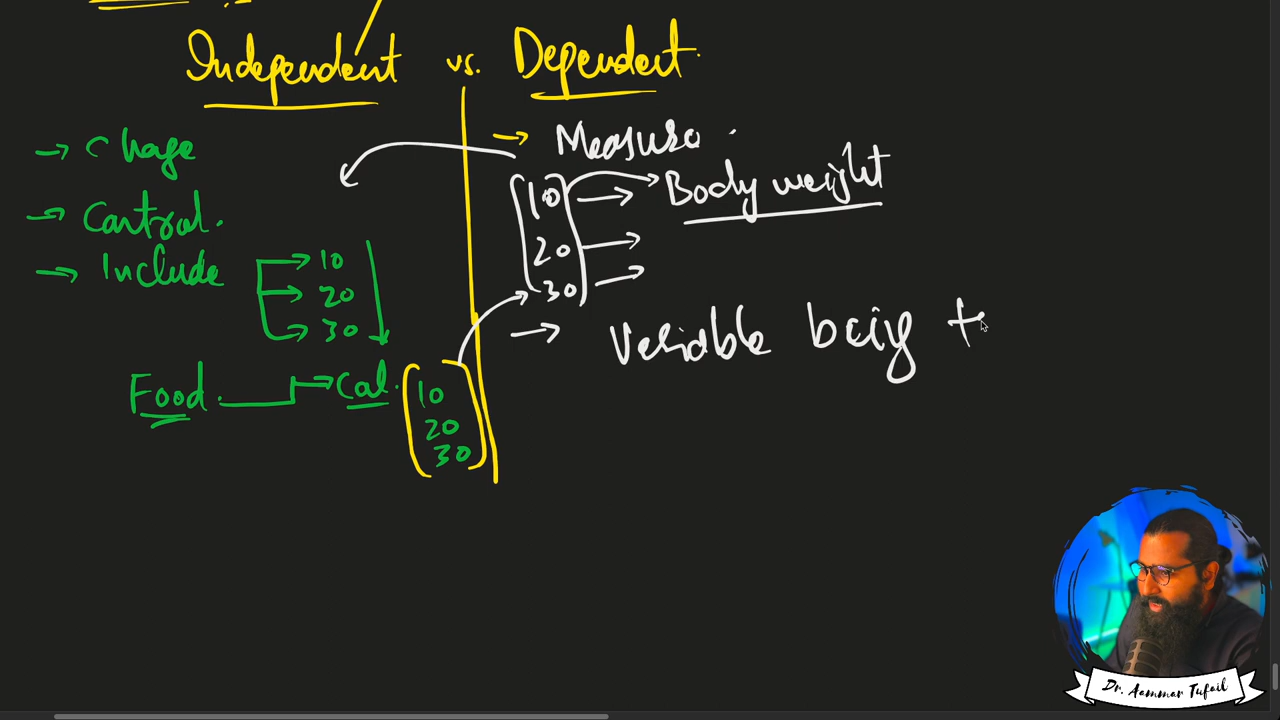 Independent vs. Dependent
→ Chage
→ Control.
→ Include
→ 10
→ 20
→ 30
Food. → Cal.
10
20
30
→ Measure.
10 → Body weight
20 →
30 →
→ Variable being t
Dr. Aammar Tufail